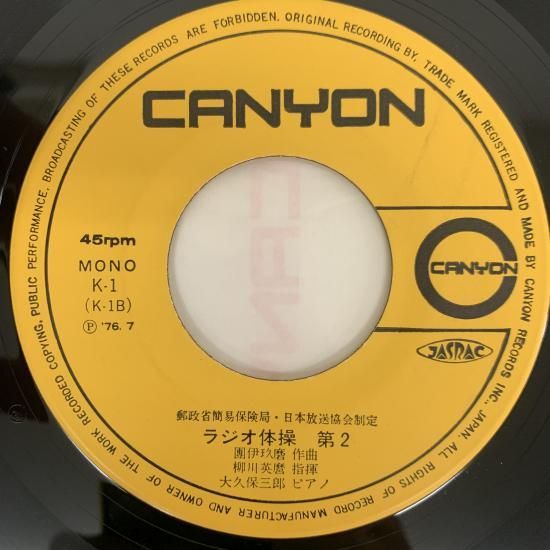 UNAUTHORIZED COPYING, PUBLIC PERFORMANCE, BROADCASTING OF THESE RECORDS ARE FORBIDDEN. ORIGINAL RECORDING BY, TRADE MARK REGISTERED AND MADE BY CANYON RECORDS INC., JAPAN. ALL RIGHTS OF THE MANUFACTURER AND OWNER OF THE WORK RECORDED
CANYON
45rpm
MONO
K-1
(K-1B)
Ⓟ '76. 7
CANYON
JASRAC
郵政省簡易保険局・日本放送協会制定
ラジオ体操 第2
團伊玖磨 作曲
柳川英麿 指揮
大久保三郎 ピアノ